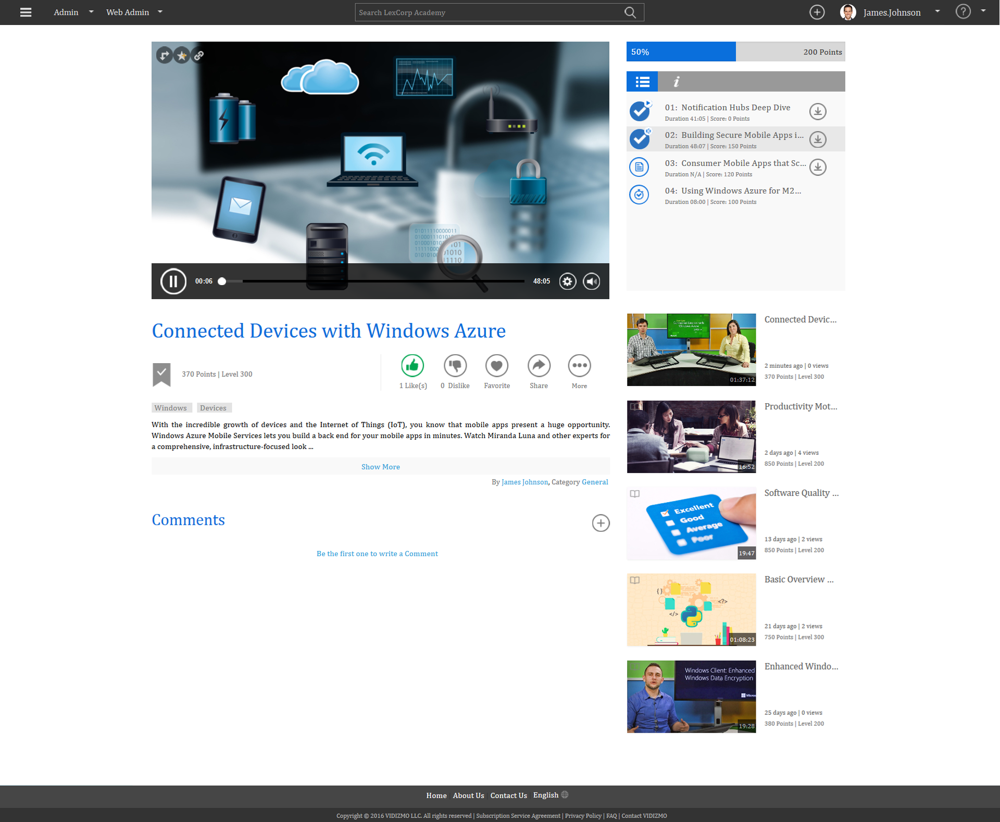 Admin
Web Admin
Search LexCorp Academy
James.Johnson
?
01011110000011
101
01010
1110
00:06
48:05
50%
200 Points
i
01: Notification Hubs Deep Dive
Duration 41:05 | Score: 0 Points
02: Building Secure Mobile Apps i...
Duration 48:07 | Score: 150 Points
03: Consumer Mobile Apps that Sc...
Duration N/A | Score: 120 Points
04: Using Windows Azure for M2...
Duration 08:00 | Score: 100 Points
Connected Devices with Windows Azure
370 Points | Level 300
1 Like(s)
0 Dislike
Favorite
Share
More
Windows
Devices
With the incredible growth of devices and the Internet of Things (IoT), you know that mobile apps present a huge opportunity.
Windows Azure Mobile Services lets you build a back end for your mobile apps in minutes. Watch Miranda Luna and other experts for
a comprehensive, infrastructure-focused look ...
Show More
By James Johnson, Category General
Comments
Be the first one to write a Comment
Connected Devices with
Windows Azure
01:37:12
Connected Devic...
2 minutes ago | 0 views
370 Points | Level 300
16:52
Productivity Mot...
2 days ago | 4 views
850 Points | Level 200
Excellent
Good
Average
Poor
19:47
Software Quality ...
13 days ago | 2 views
850 Points | Level 200
{}
<?>
</>
01:08:23
Basic Overview ...
21 days ago | 2 views
750 Points | Level 300
Windows Client: Enhanced
Windows Data Encryption
19:28
Enhanced Windo...
25 days ago | 0 views
380 Points | Level 200
Home
About Us
Contact Us
English
Copyright © 2016 VIDIZMO LLC. All rights reserved | Subscription Service Agreement | Privacy Policy | FAQ | Contact VIDIZMO